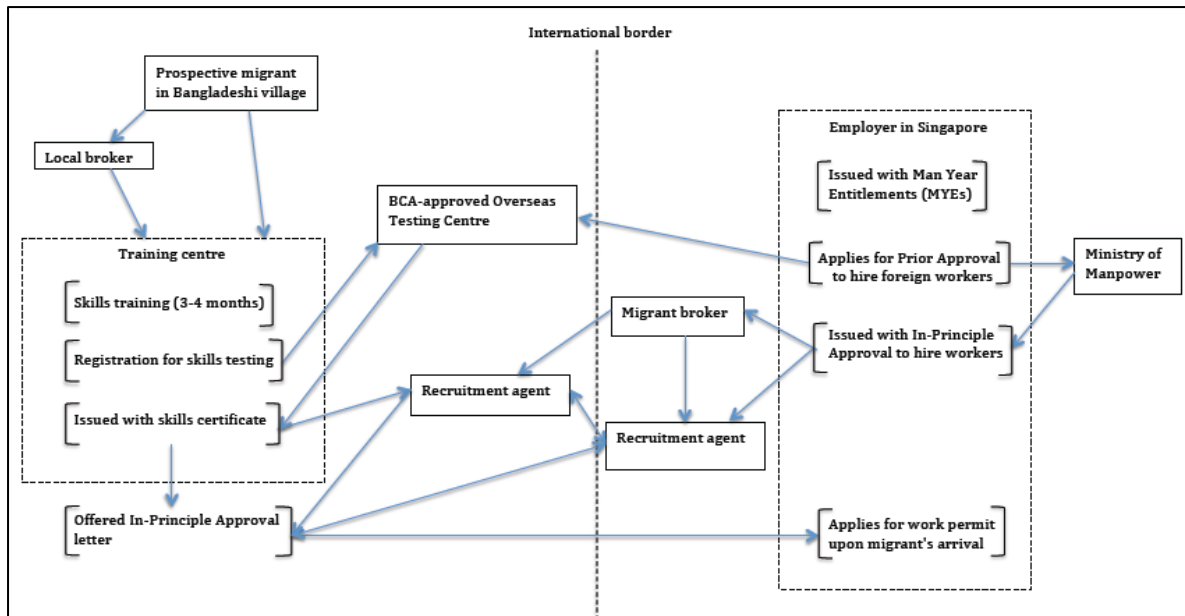 International border
Prospective migrant
in Bangladeshi village
Local broker
Training centre
Skills training (3-4 months)
Registration for skills testing
Issued with skills certificate
Offered In-Principle Approval
letter
BCA-approved Overseas
Testing Centre
Recruitment agent
Migrant broker
Recruitment agent
Employer in Singapore
Issued with Man Year
Entitlements (MYEs)
Applies for Prior Approval
to hire foreign workers
Issued with In-Principle
Approval to hire workers
Applies for work permit
upon migrant's arrival
Ministry of
Manpower